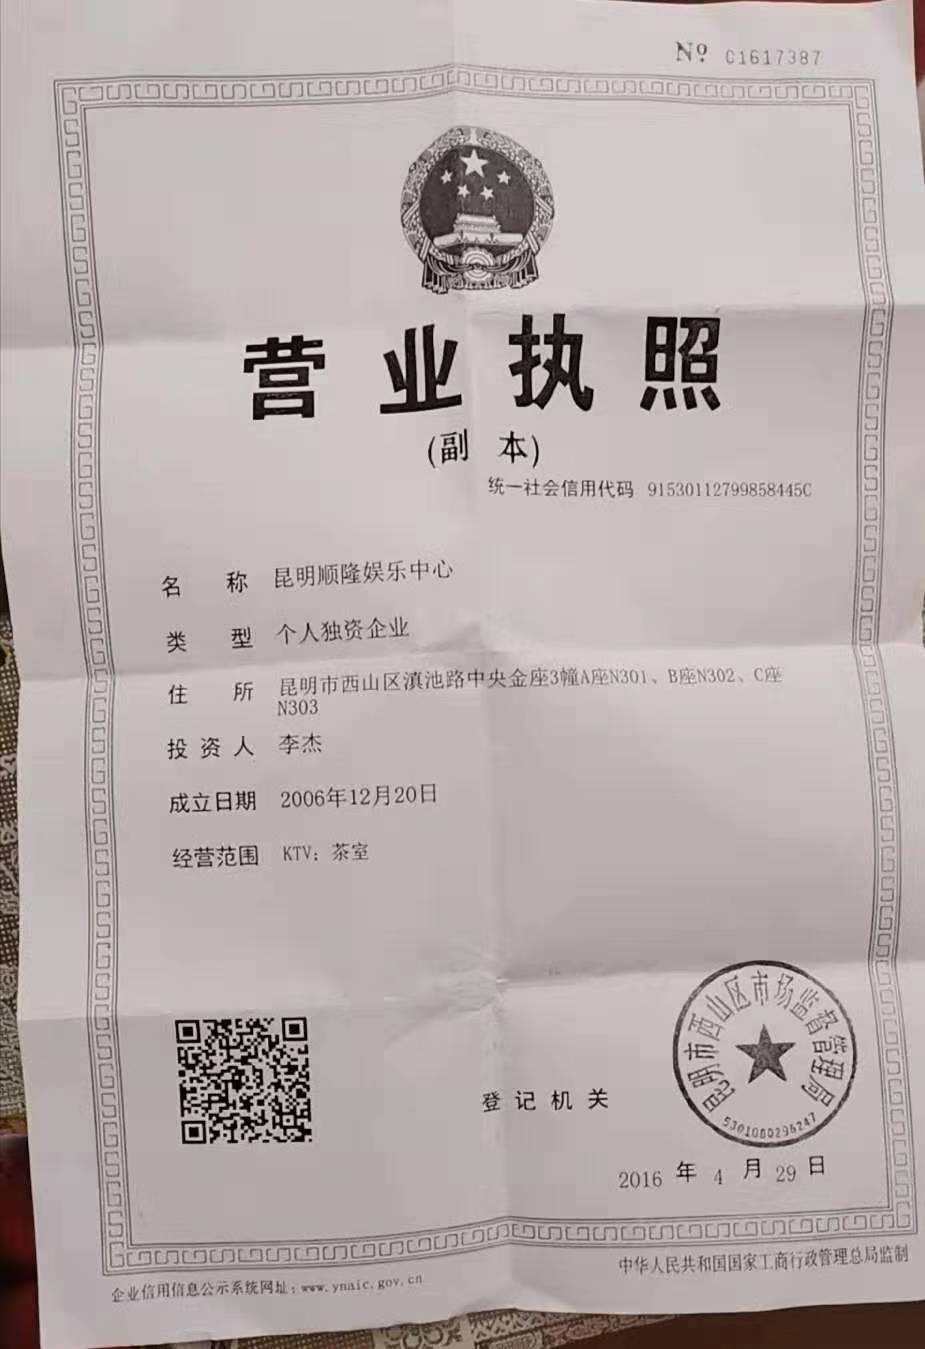 № C1617387
营业执照
(副 本)
统一社会信用代码 91530112799858445C
名 称 昆明顺隆娱乐中心
类 型 个人独资企业
住 所 昆明市西山区滇池路中央金座3幢A座N301、B座N302、C座
N303
投 资 人 李杰
成立日期 2006年12月20日
经营范围 KTV；茶室
昆明市西山区市场监督管理局
5301060296247
登 记 机 关
2016 年 4 月 29 日
企业信用信息公示系统网址：www.ynaic.gov.cn
中华人民共和国国家工商行政管理总局监制